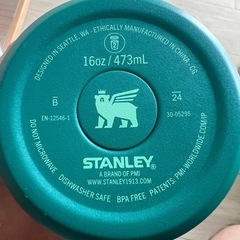 DESIGNED IN SEATTLE, WA - ETHICALLY MANUFACTURED IN CHINA - CG
16oz / 473mL
B
EN-12546-1
24
30-05295
STANLEY®
A BRAND OF PMI
WWW.STANLEY1913.COM
DO NOT MICROWAVE DISHWASHER SAFE BPA FREE PATENTS: PMI-WORLDWIDE.COM/IP